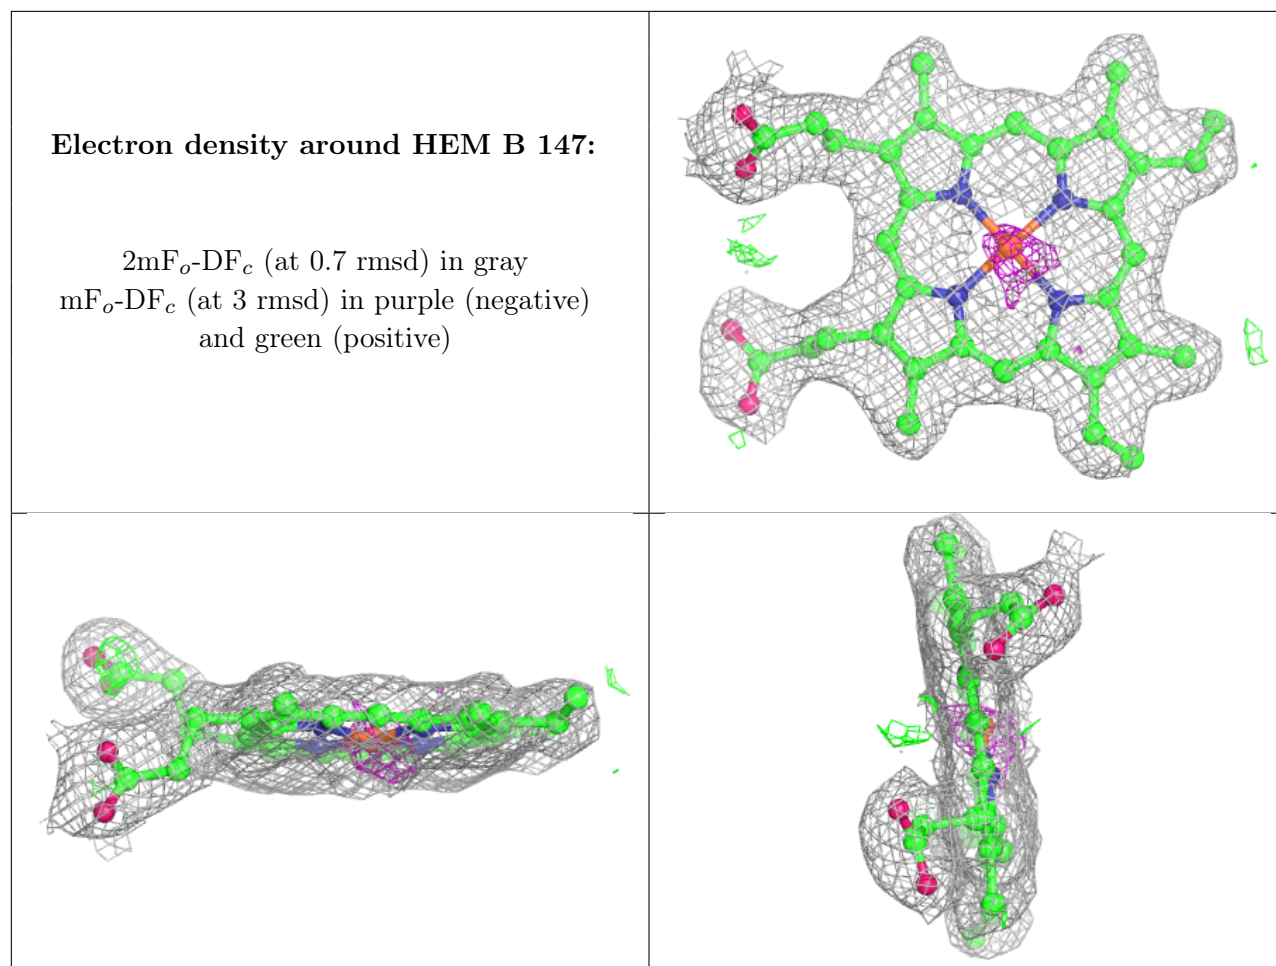 Electron density around HEM B 147:
2mFo-DFc (at 0.7 rmsd) in gray
mFo-DFc (at 3 rmsd) in purple (negative)
and green (positive)